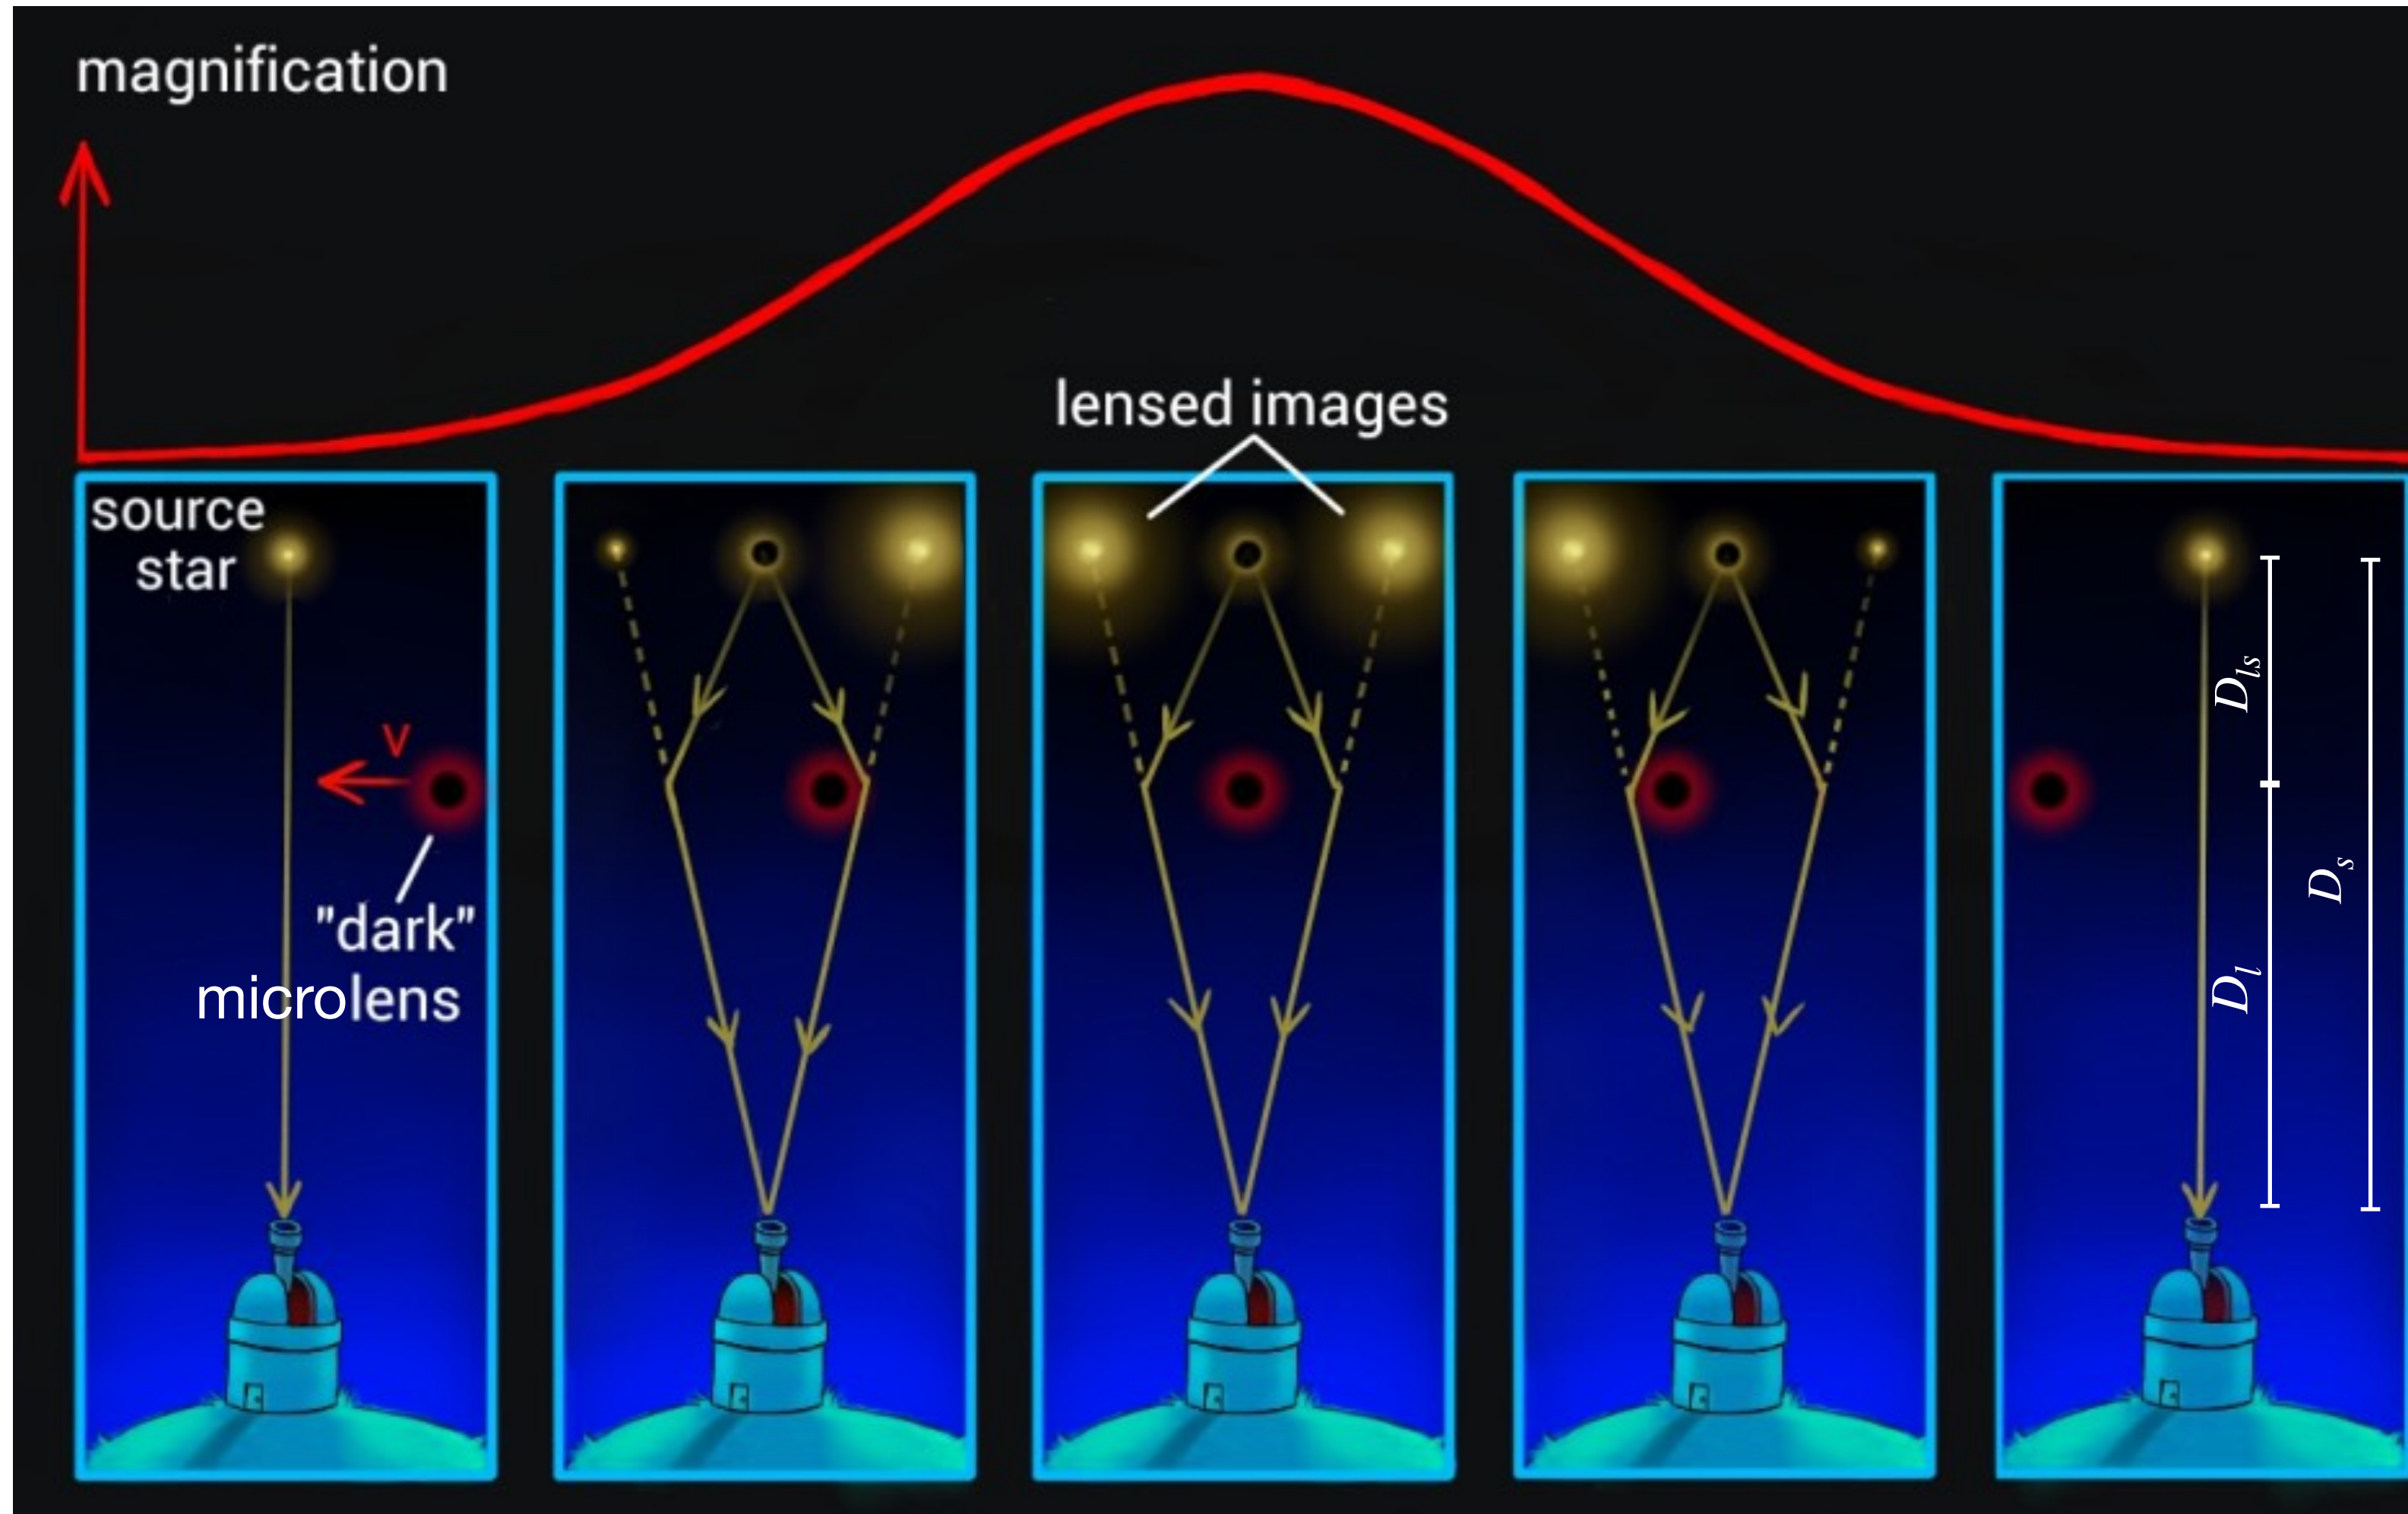 magnification
lensed images
source
star
v
"dark"
microlens
D_ls
D_s
D_l